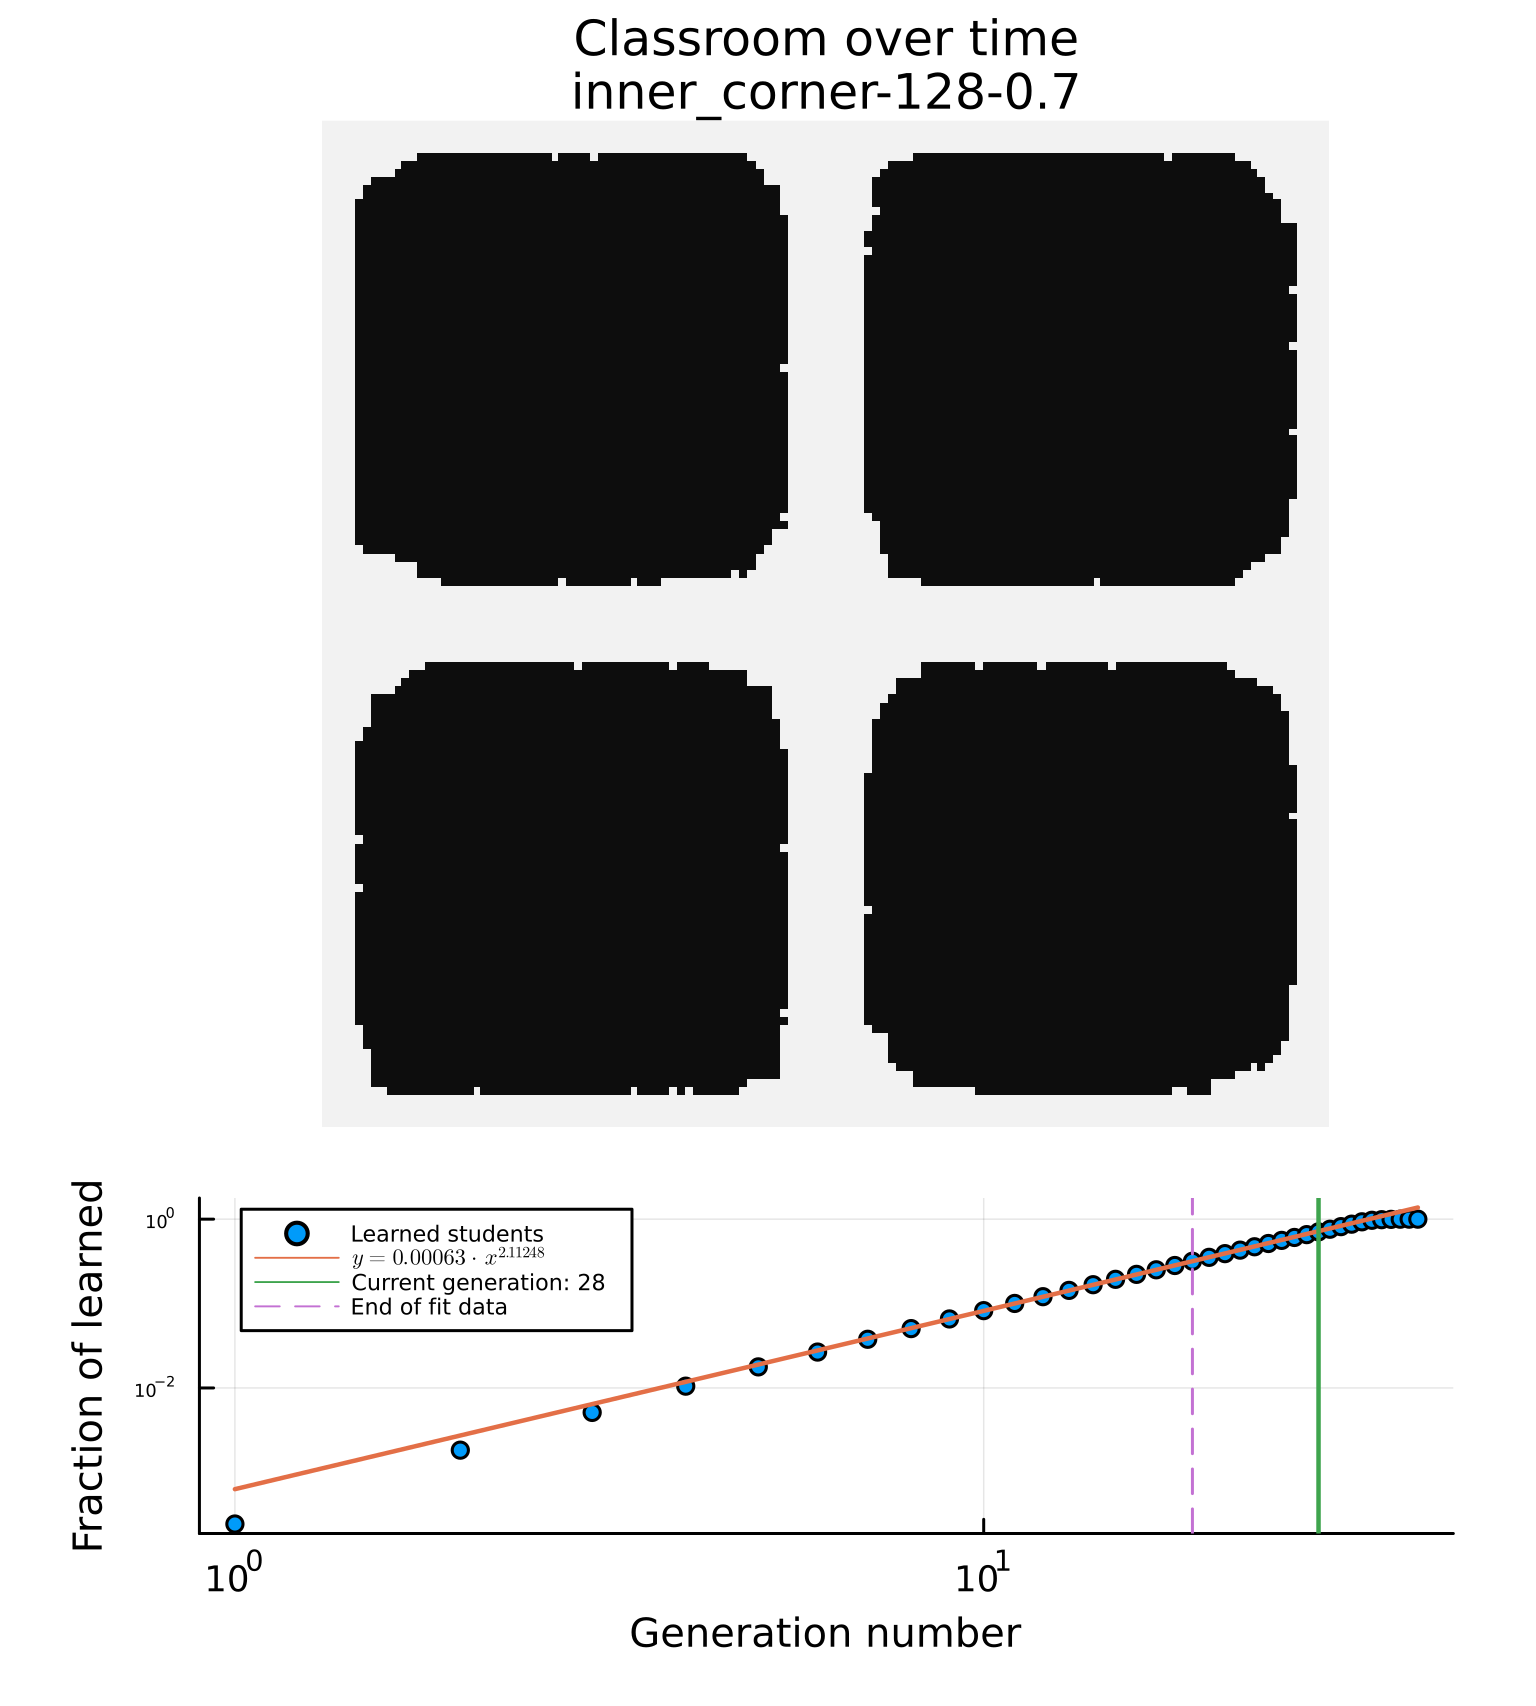 Classroom over time
inner_corner-128-0.7
Fraction of learned
10^0
10^−2
Learned students
y = 0.00063 · x^2.11248
Current generation: 28
End of fit data
10^0
10^1
Generation number